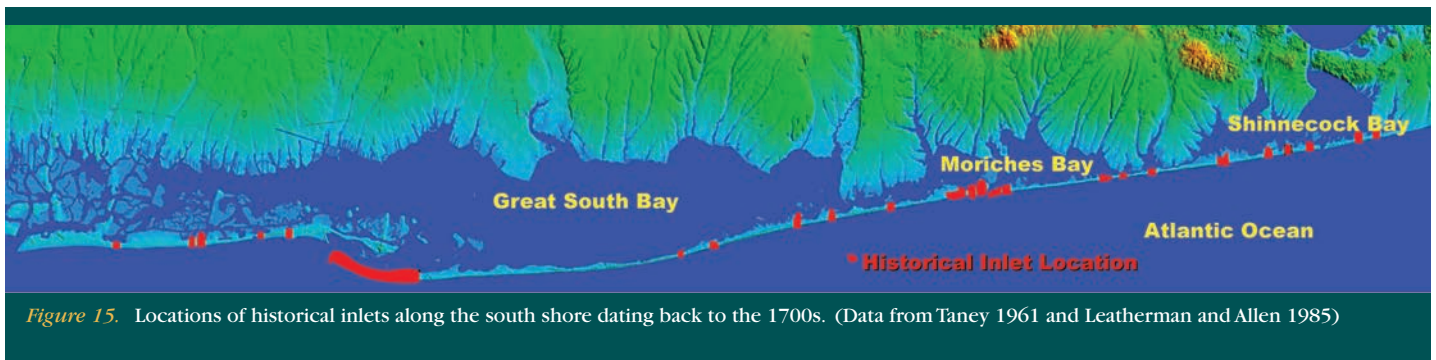 Shinnecock Bay
Moriches Bay
Great South Bay
Atlantic Ocean
Historical Inlet Location
Figure 15. Locations of historical inlets along the south shore dating back to the 1700s. (Data from Taney 1961 and Leatherman and Allen 1985)